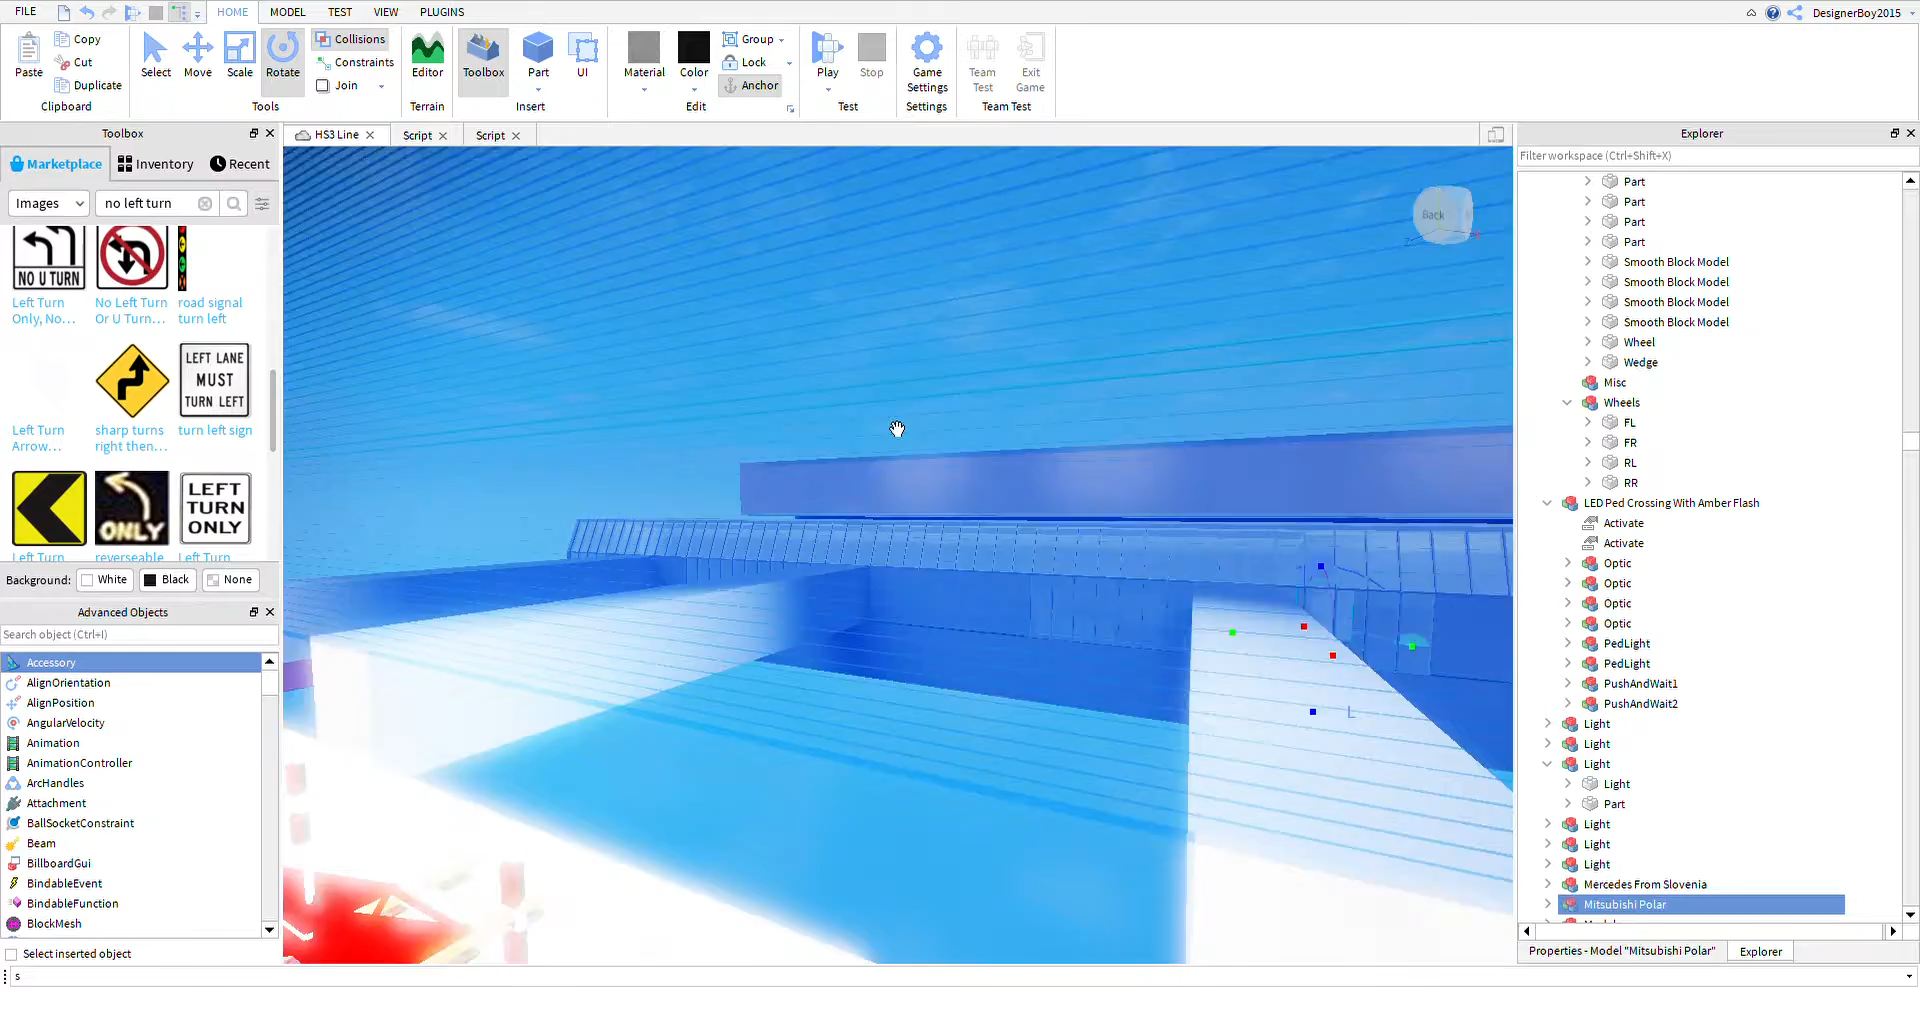 FILE
HOME
MODEL
TEST
VIEW
PLUGINS
DesignerBoy2015
Paste
Copy
Cut
Duplicate
Clipboard
Select
Move
Scale
Rotate
Collisions
Constraints
Join
Tools
Editor
Terrain
Toolbox
Part
UI
Insert
Material
Color
Group
Lock
Anchor
Edit
Play
Stop
Test
Game
Settings
Settings
Team
Test
Exit
Game
Team Test
Toolbox
HS3 Line
Script
Script
Marketplace
Inventory
Recent
Images
no left turn
NO U TURN
Left Turn
Only, No...
No Left Turn
Or U Turn...
road signal
turn left
LEFT LANE
MUST
TURN LEFT
Left Turn
Arrow...
sharp turns
right then...
turn left sign
ONLY
LEFT
TURN
ONLY
Left Turn
reverseable
Left Turn
Background:
White
Black
None
Advanced Objects
Search object (Ctrl+I)
Accessory
AlignOrientation
AlignPosition
AngularVelocity
Animation
AnimationController
ArcHandles
Attachment
BallSocketConstraint
Beam
BillboardGui
BindableEvent
BindableFunction
BlockMesh
Select inserted object
s
Back
Z
L
Explorer
Filter workspace (Ctrl+Shift+X)
Part
Part
Part
Part
Smooth Block Model
Smooth Block Model
Smooth Block Model
Smooth Block Model
Wheel
Wedge
Misc
Wheels
FL
FR
RL
RR
LED Ped Crossing With Amber Flash
Activate
Activate
Optic
Optic
Optic
Optic
PedLight
PedLight
PushAndWait1
PushAndWait2
Light
Light
Light
Light
Part
Light
Light
Light
Mercedes From Slovenia
Mitsubishi Polar
Properties - Model "Mitsubishi Polar"
Explorer